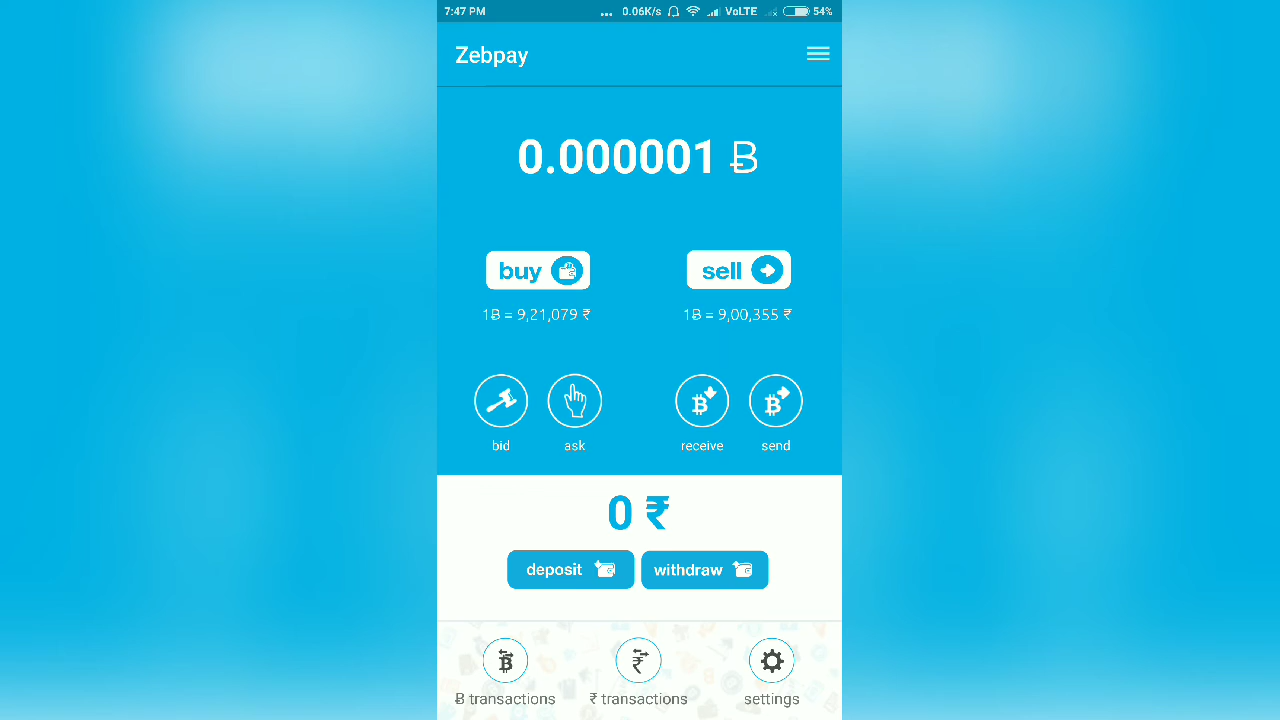 7:47 PM ... 0.06K/s VoLTE 54%
Zebpay
0.000001 Ƀ
buy sell
1Ƀ = 9,21,079 ₹ 1Ƀ = 9,00,355 ₹
bid ask receive send
0 ₹
deposit withdraw
Ƀ transactions ₹ transactions settings